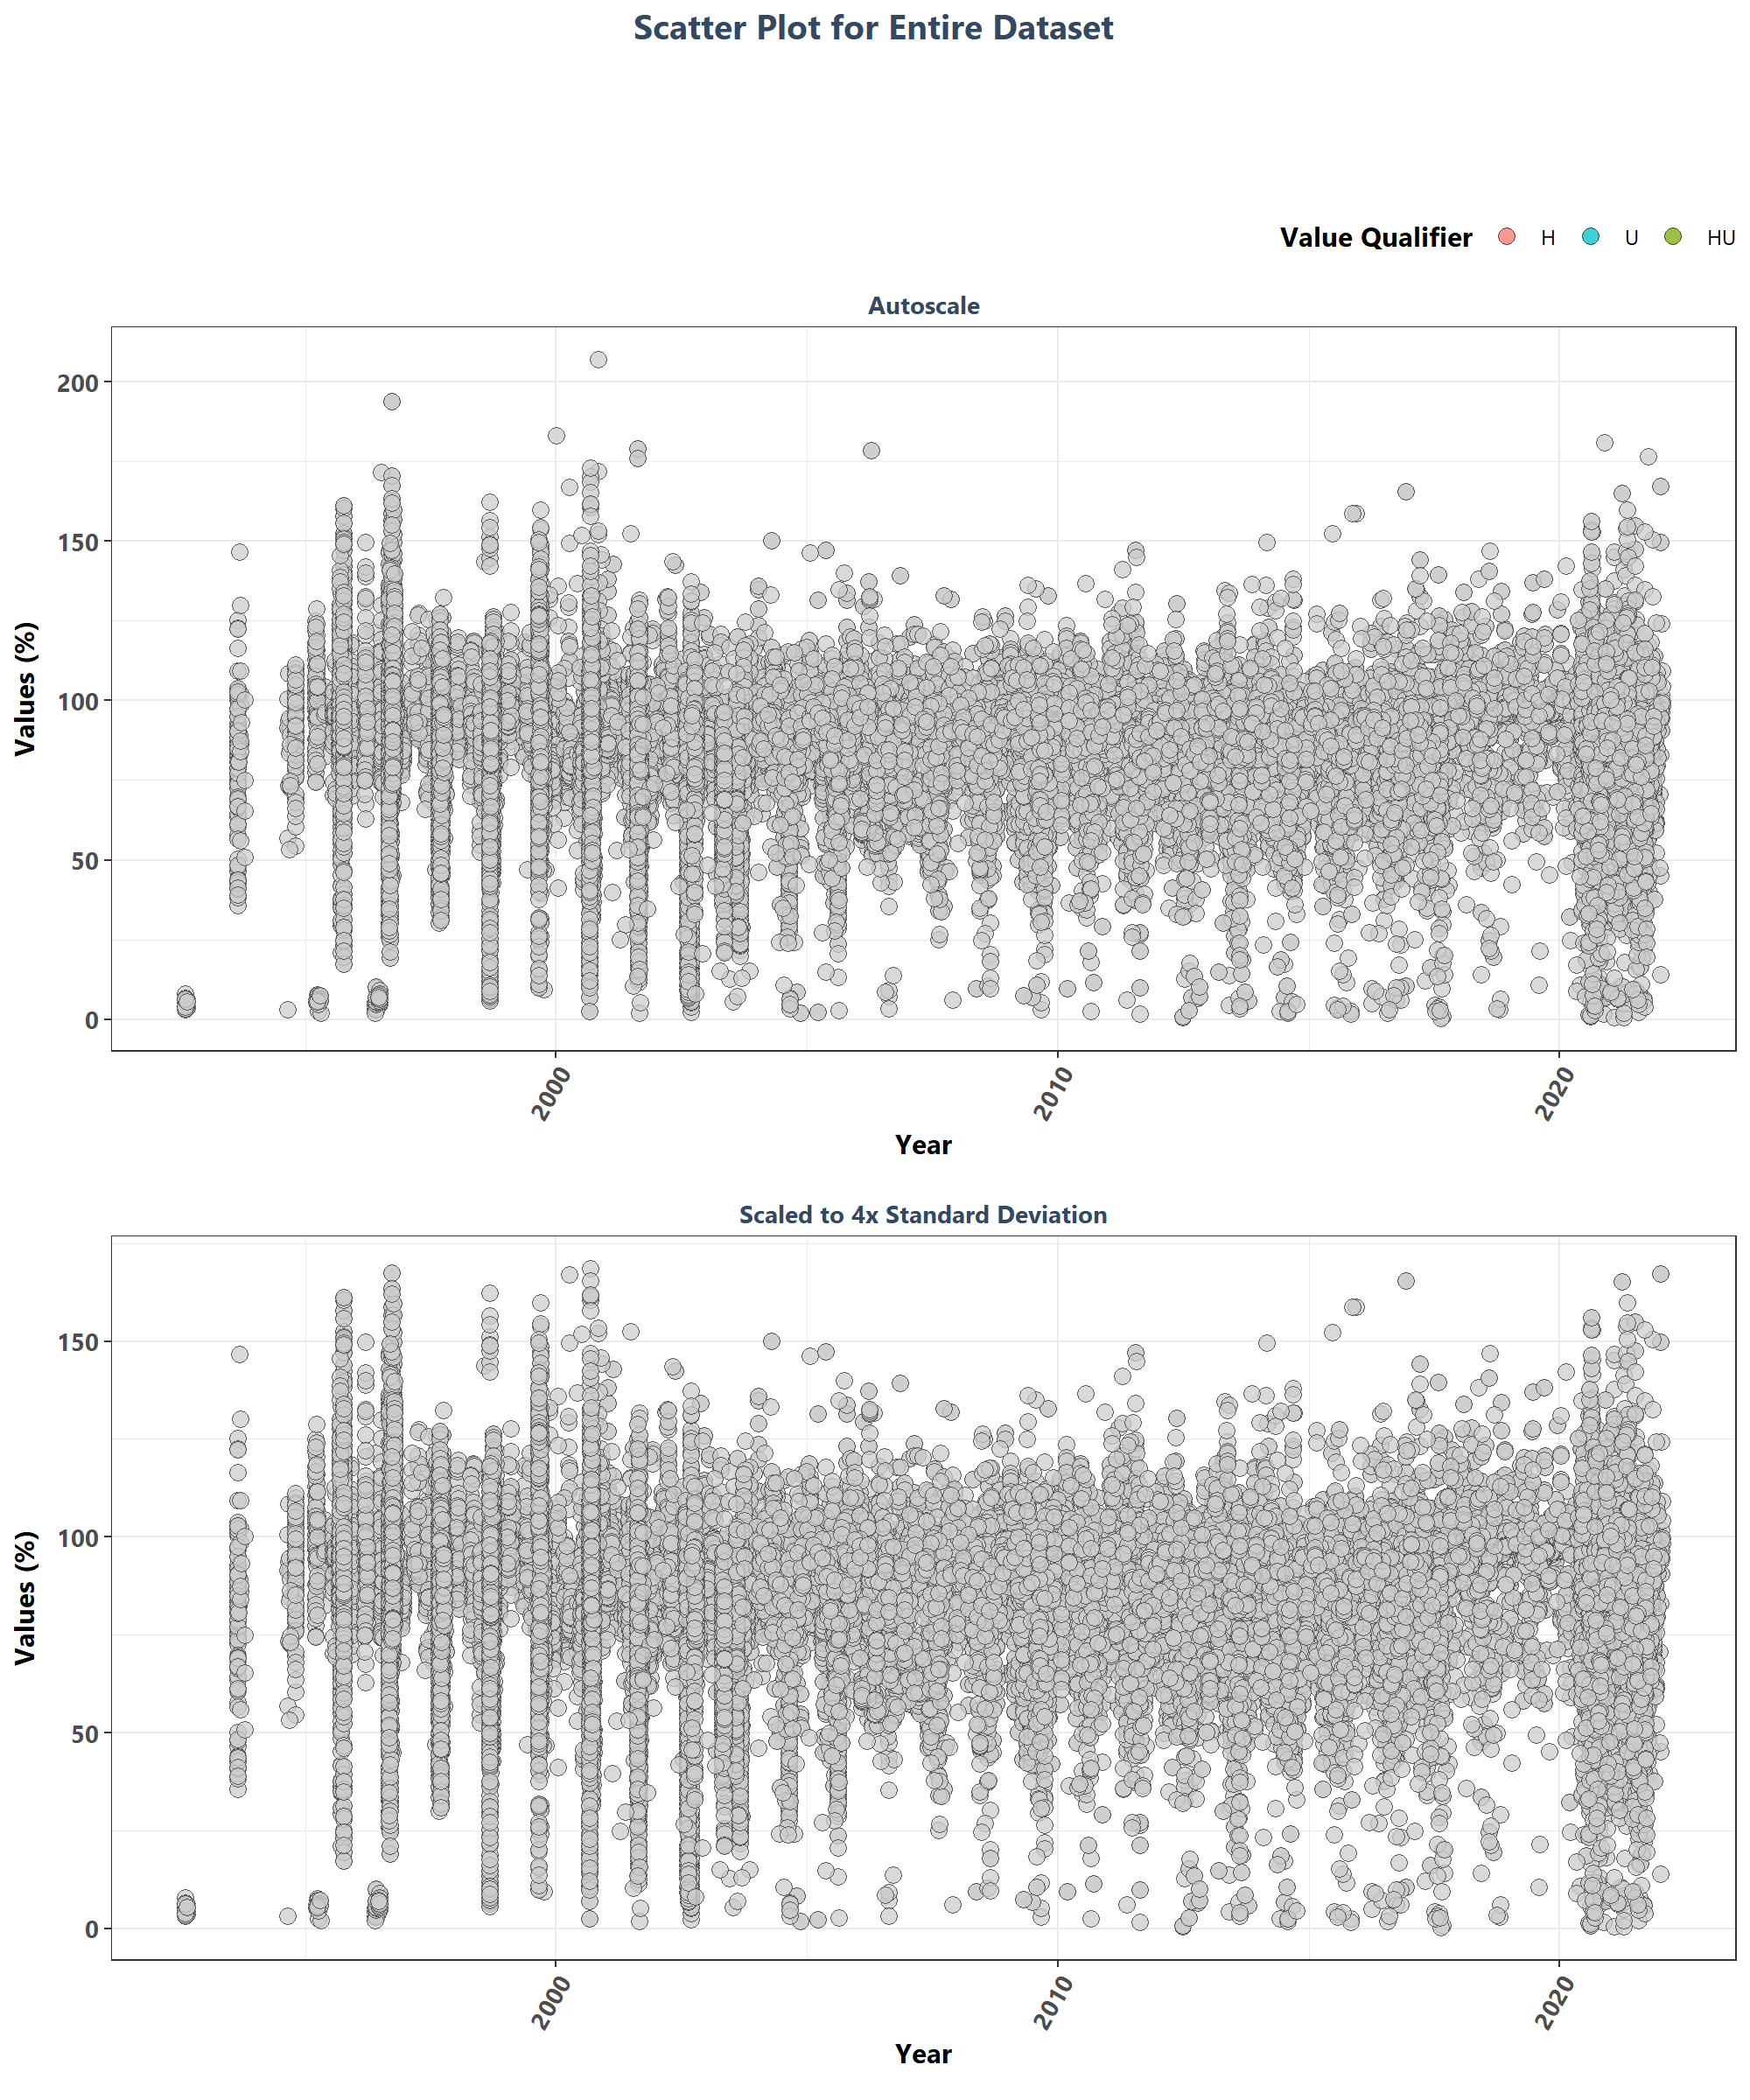 Scatter Plot for Entire Dataset
Value Qualifier H U HU
Autoscale
200
150
100
50
0
Values (%)
2000 2010 2020
Year
Scaled to 4x Standard Deviation
150
100
50
0
Values (%)
2000 2010 2020
Year